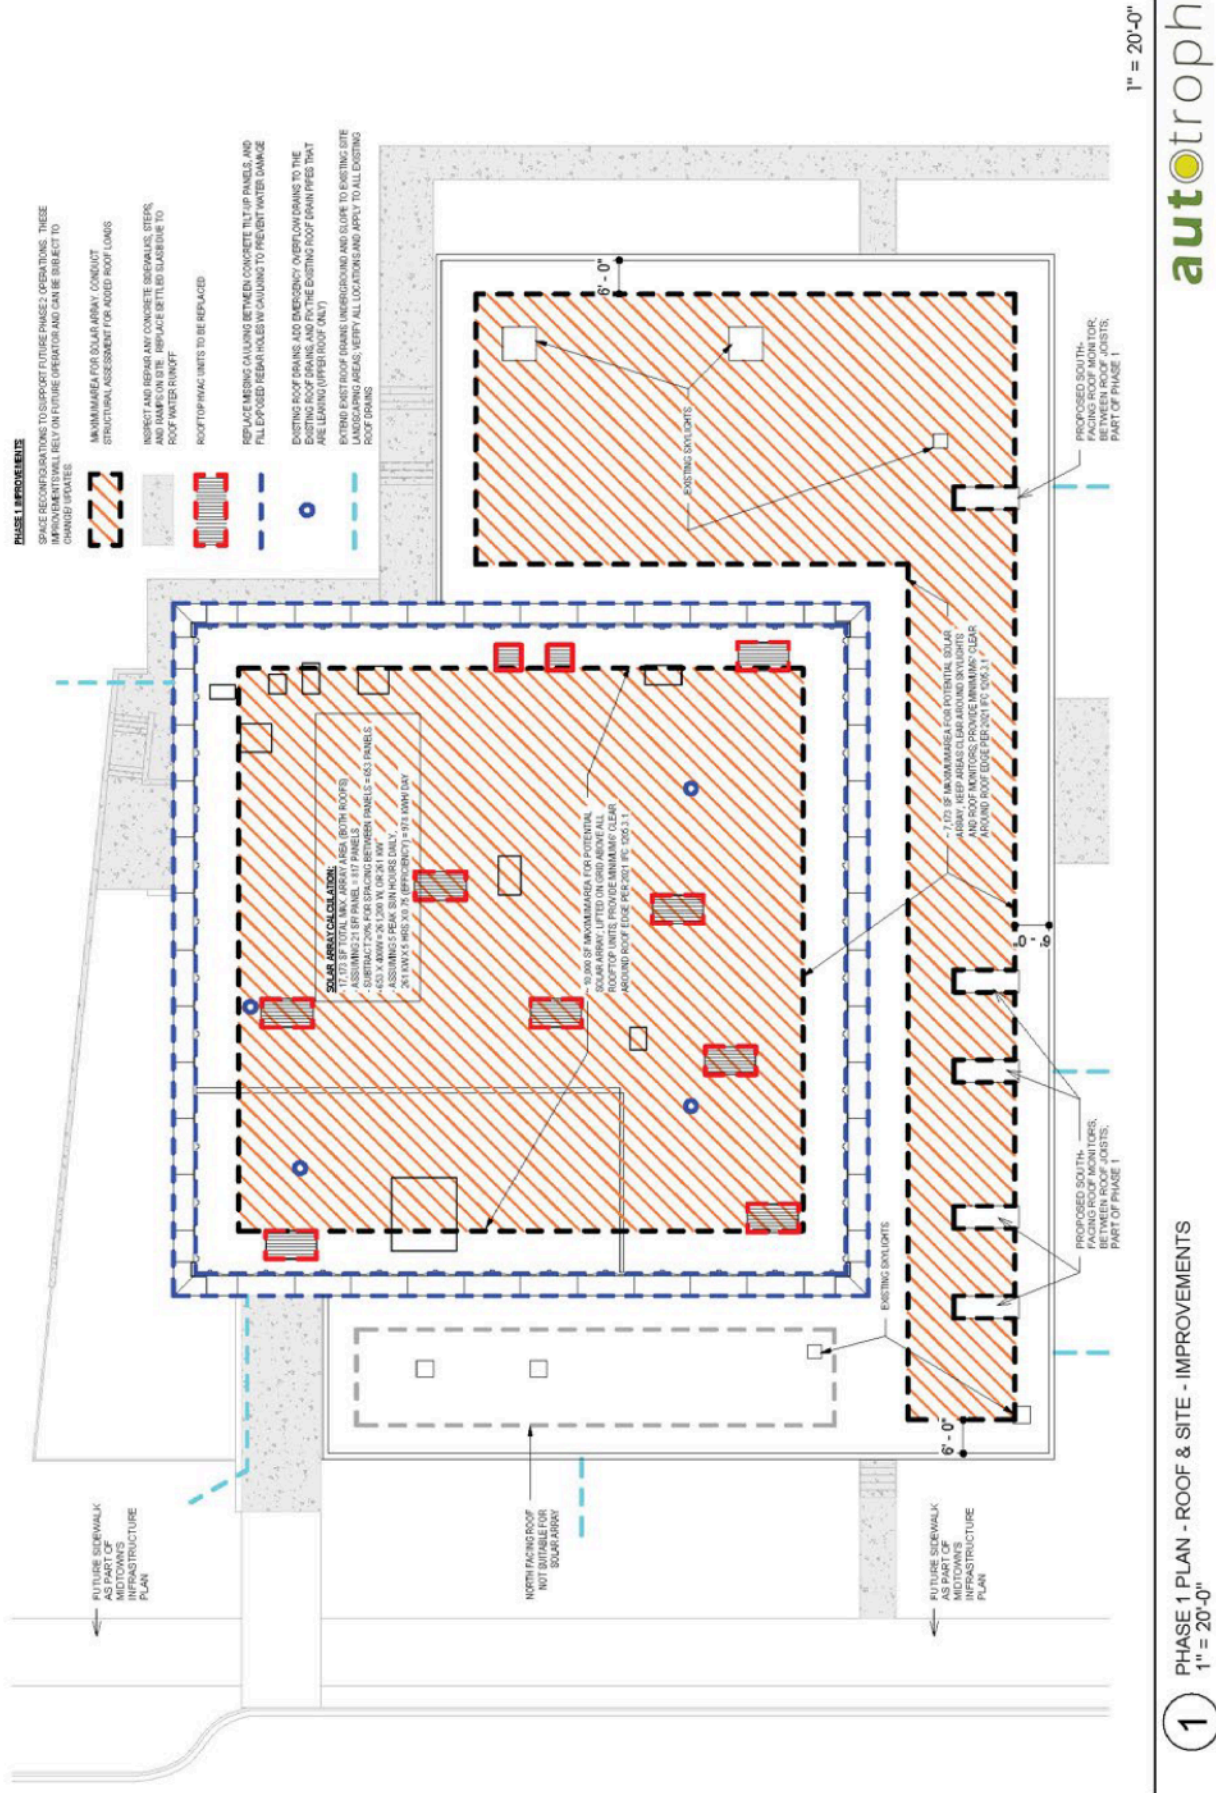 PHASE 1 IMPROVEMENTS
SPACE RECONFIGURATIONS TO SUPPORT FUTURE PHASE 2 OPERATIONS. THESE
IMPROVEMENTS WILL RELY ON FUTURE OPERATOR AND CAN BE SUBJECT TO
CHANGE/ UPDATES.
MAXIMUM AREA FOR SOLAR ARRAY. CONDUCT
STRUCTURAL ASSESSMENT FOR ADDED ROOF LOADS
INSPECT AND REPAIR ANY CONCRETE SIDEWALKS, STEPS,
AND RAMPS ON SITE. REPLACE SETTLED SLABS DUE TO
ROOF WATER RUNOFF
ROOFTOP HVAC UNITS TO BE REPLACED
REPLACE MISSING CAULKING BETWEEN CONCRETE TILT-UP PANELS, AND
FILL EXPOSED REBAR HOLES W/ CAULKING TO PREVENT WATER DAMAGE
EXISTING ROOF DRAINS. ADD EMERGENCY OVERFLOW DRAINS TO THE
EXISTING ROOF DRAINS, AND FIX THE EXISTING ROOF DRAIN PIPES THAT
ARE LEAKING (UPPER ROOF ONLY)
EXTEND EXIST ROOF DRAINS UNDERGROUND AND SLOPE TO EXISTING SITE
LANDSCAPING AREAS; VERIFY ALL LOCATIONS AND APPLY TO ALL EXISTING
ROOF DRAINS
SOLAR ARRAY CALCULATION:
- 17,173 SF TOTAL MAX. ARRAY AREA (BOTH ROOFS)
- ASSUMING 21 SF/ PANEL = 817 PANELS
- SUBTRACT 20% FOR SPACING BETWEEN PANELS = 653 PANELS
- 653 X 400W = 261,200 W, OR 261 KW
- ASSUMING 5 PEAK SUN HOURS DAILY,
261 KW X 5 HRS X 0.75 (EFFICIENCY) = 978 KWH/ DAY
~ 10,000 SF MAXIMUM AREA FOR POTENTIAL
SOLAR ARRAY, LIFTED ON GRID ABOVE ALL
ROOFTOP UNITS; PROVIDE MINIMUM 6' CLEAR
AROUND ROOF EDGE PER 2021 IFC 1205.3.1
EXISTING SKYLIGHTS
6' - 0"
~ 7,173 SF MAXIMUM AREA FOR POTENTIAL SOLAR
ARRAY, KEEP AREAS CLEAR AROUND SKYLIGHTS
AND ROOF MONITORS; PROVIDE MINIMUM 6' CLEAR
AROUND ROOF EDGE PER 2021 IFC 1205.3.1
6' - 0"
PROPOSED SOUTH-
FACING ROOF MONITOR,
BETWEEN ROOF JOISTS,
PART OF PHASE 1
FUTURE SIDEWALK
AS PART OF
MIDTOWN'S
INFRASTRUCTURE
PLAN
NORTH FACING ROOF
NOT SUITABLE FOR
SOLAR ARRAY
EXISTING SKYLIGHTS
6' - 0"
FUTURE SIDEWALK
AS PART OF
MIDTOWN'S
INFRASTRUCTURE
PLAN
PROPOSED SOUTH-
FACING ROOF MONITORS,
BETWEEN ROOF JOISTS,
PART OF PHASE 1
1" = 20'-0"
1
PHASE 1 PLAN - ROOF & SITE - IMPROVEMENTS
1" = 20'-0"
autotroph